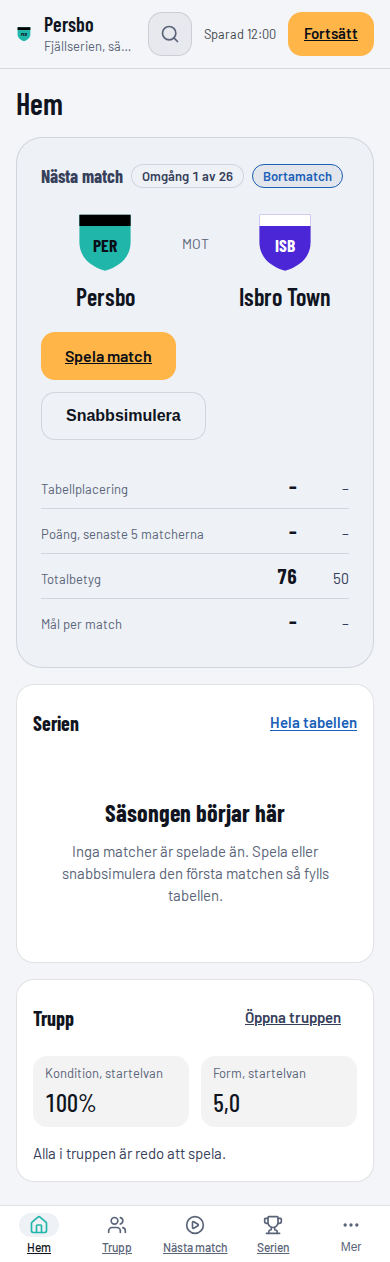 Persbo
Fjällserien, sä...
Sparad 12:00
Fortsätt
Hem
Nästa match
Omgång 1 av 26
Bortamatch
PER
MOT
ISB
Persbo
Isbro Town
Spela match
Snabbsimulera
Tabellplacering - –
Poäng, senaste 5 matcherna - –
Totalbetyg 76 50
Mål per match - –
Serien
Hela tabellen
Säsongen börjar här
Inga matcher är spelade än. Spela eller
snabbsimulera den första matchen så fylls
tabellen.
Trupp
Öppna truppen
Kondition, startelvan
100%
Form, startelvan
5,0
Alla i truppen är redo att spela.
Hem
Trupp
Nästa match
Serien
Mer